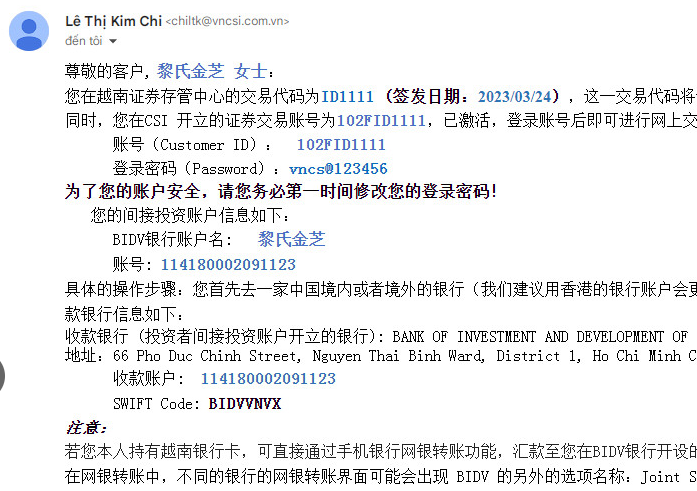 Lê Thị Kim Chi <chiltk@vncsi.com.vn>
đến tôi
尊敬的客户, 黎氏金芝 女士:
您在越南证券存管中心的交易代码为ID1111 (签发日期: 2023/03/24), 这一交易代码将
同时, 您在CSI 开立的证券交易账号为102FID1111, 已激活, 登录账号后即可进行网上交
账号 (Customer ID): 102FID1111
登录密码 (Password): vncs@123456
为了您的账户安全, 请您务必第一时间修改您的登录密码!
您的间接投资账户信息如下:
BIDV银行账户名: 黎氏金芝
账号: 114180002091123
具体的操作步骤: 您首先去一家中国境内或者境外的银行 (我们建议用香港的银行账户会更
款银行信息如下:
收款银行 (投资者间接投资账户开立的银行): BANK OF INVESTMENT AND DEVELOPMENT OF
地址: 66 Pho Duc Chinh Street, Nguyen Thai Binh Ward, District 1, Ho Chi Minh C
收款账户: 114180002091123
SWIFT Code: BIDVVNVX
注意:
若您本人持有越南银行卡, 可直接通过手机银行网银转账功能, 汇款至您在BIDV银行开设的
在网银转账中, 不同的银行的网银转账界面可能会出现 BIDV 的另外的选项名称: Joint S